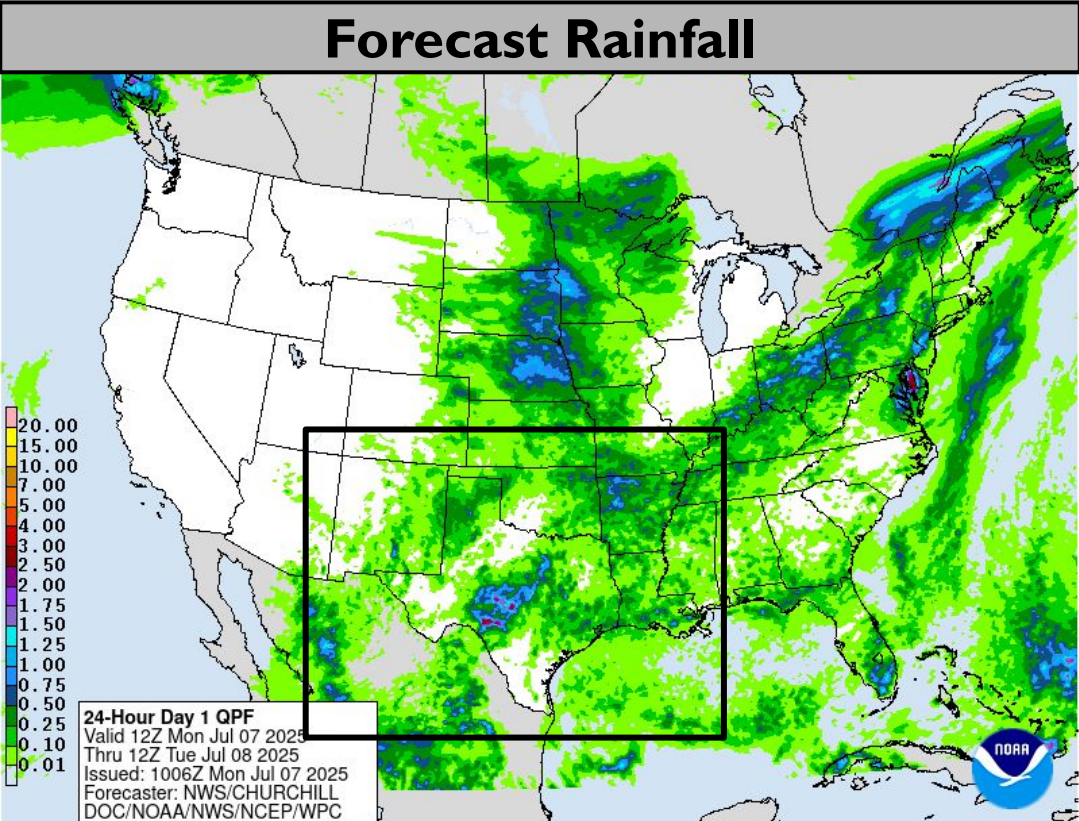 Forecast Rainfall
20.00
15.00
10.00
7.00
5.00
4.00
3.00
2.50
2.00
1.75
1.50
1.25
1.00
0.75
0.50
0.25
0.10
0.01
24-Hour Day 1 QPF
Valid 12Z Mon Jul 07 2025
Thru 12Z Tue Jul 08 2025
Issued: 1006Z Mon Jul 07 2025
Forecaster: NWS/CHURCHILL
DOC/NOAA/NWS/NCEP/WPC
NOAA